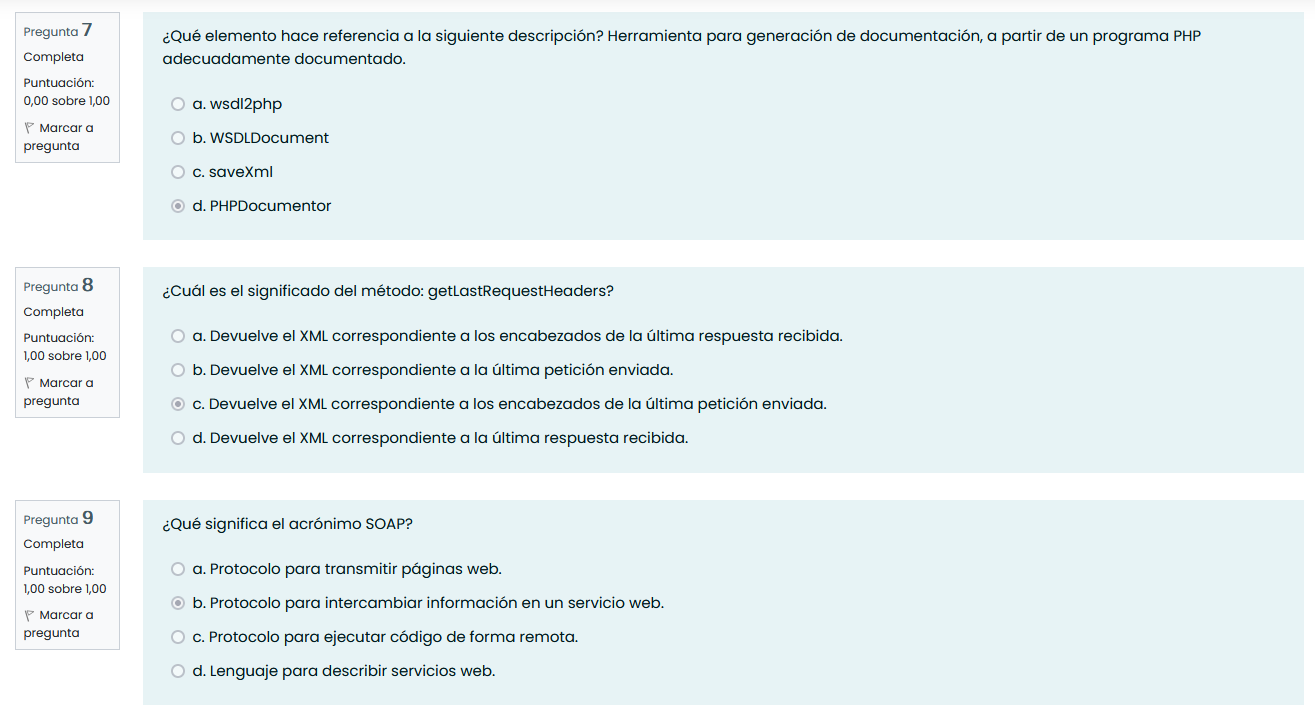 Pregunta 7
Completa
Puntuación:
0,00 sobre 1,00
Marcar a
pregunta
¿Qué elemento hace referencia a la siguiente descripción? Herramienta para generación de documentación, a partir de un programa PHP
adecuadamente documentado.
a. wsdl2php
b. WSDLDocument
c. saveXml
d. PHPDocumentor
Pregunta 8
Completa
Puntuación:
1,00 sobre 1,00
Marcar a
pregunta
¿Cuál es el significado del método: getLastRequestHeaders?
a. Devuelve el XML correspondiente a los encabezados de la última respuesta recibida.
b. Devuelve el XML correspondiente a la última petición enviada.
c. Devuelve el XML correspondiente a los encabezados de la última petición enviada.
d. Devuelve el XML correspondiente a la última respuesta recibida.
Pregunta 9
Completa
Puntuación:
1,00 sobre 1,00
Marcar a
pregunta
¿Qué significa el acrónimo SOAP?
a. Protocolo para transmitir páginas web.
b. Protocolo para intercambiar información en un servicio web.
c. Protocolo para ejecutar código de forma remota.
d. Lenguaje para describir servicios web.